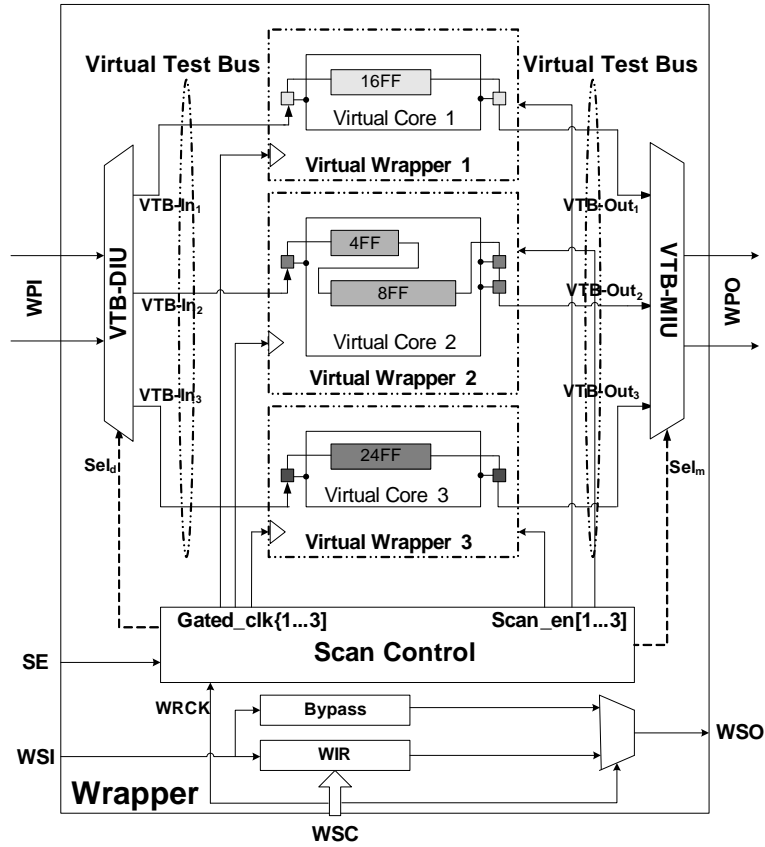 Virtual Test Bus
Virtual Test Bus
16FF
Virtual Core 1
Virtual Wrapper 1
VTB-In₁
VTB-Out₁
4FF
8FF
VTB-DIU
VTB-MIU
WPI
WPO
VTB-In₂
VTB-Out₂
Virtual Core 2
Virtual Wrapper 2
VTB-In₃
VTB-Out₃
24FF
Sel_d
Sel_m
Virtual Core 3
Virtual Wrapper 3
Gated_clk{1...3]
Scan_en[1...3]
Scan Control
SE
WRCK
Bypass
WSO
WSI
WIR
Wrapper
WSC